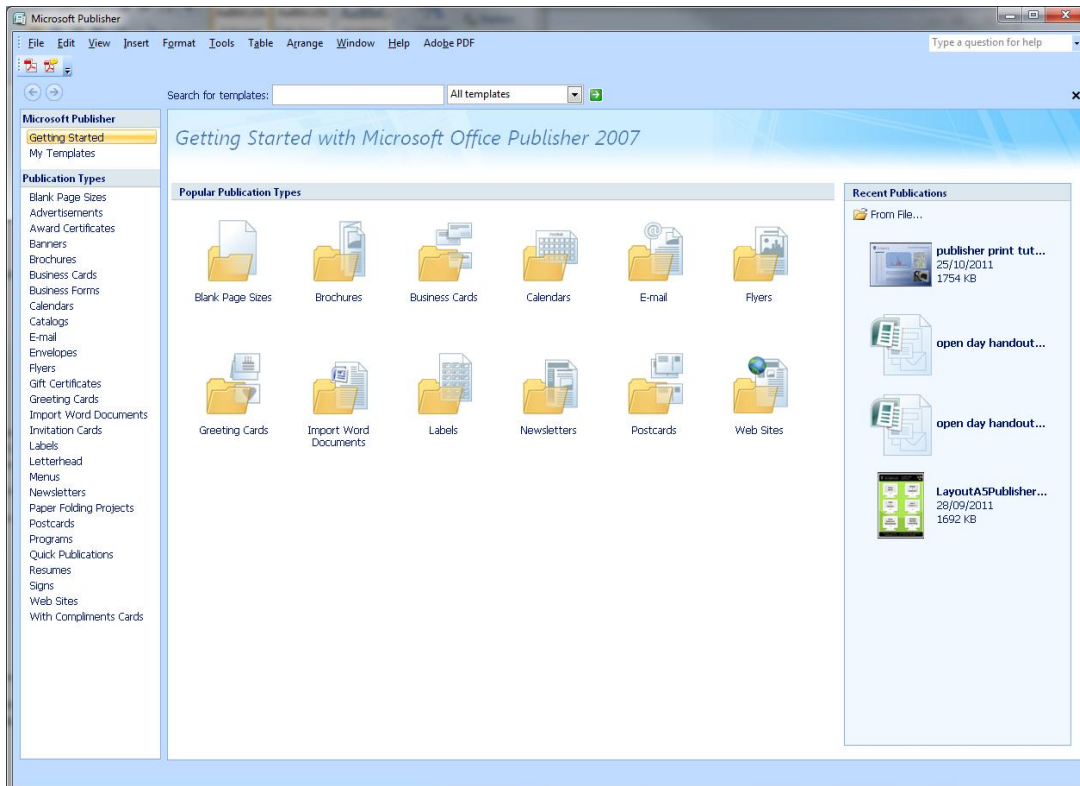 Microsoft Publisher
File Edit View Insert Format Tools Table Arrange Window Help Adobe PDF
Type a question for help
Search for templates:
All templates
Microsoft Publisher
Getting Started
My Templates
Publication Types
Blank Page Sizes
Advertisements
Award Certificates
Banners
Brochures
Business Cards
Business Forms
Calendars
Catalogs
E-mail
Envelopes
Flyers
Gift Certificates
Greeting Cards
Import Word Documents
Invitation Cards
Labels
Letterhead
Menus
Newsletters
Paper Folding Projects
Postcards
Programs
Quick Publications
Resumes
Signs
Web Sites
With Compliments Cards
Getting Started with Microsoft Office Publisher 2007
Popular Publication Types
Blank Page Sizes
Brochures
Business Cards
Calendars
E-mail
Flyers
Greeting Cards
Import Word
Documents
Labels
Newsletters
Postcards
Web Sites
Recent Publications
From File...
publisher print tut...
25/10/2011
1754 KB
open day handout...
open day handout...
LayoutA5Publisher...
28/09/2011
1692 KB